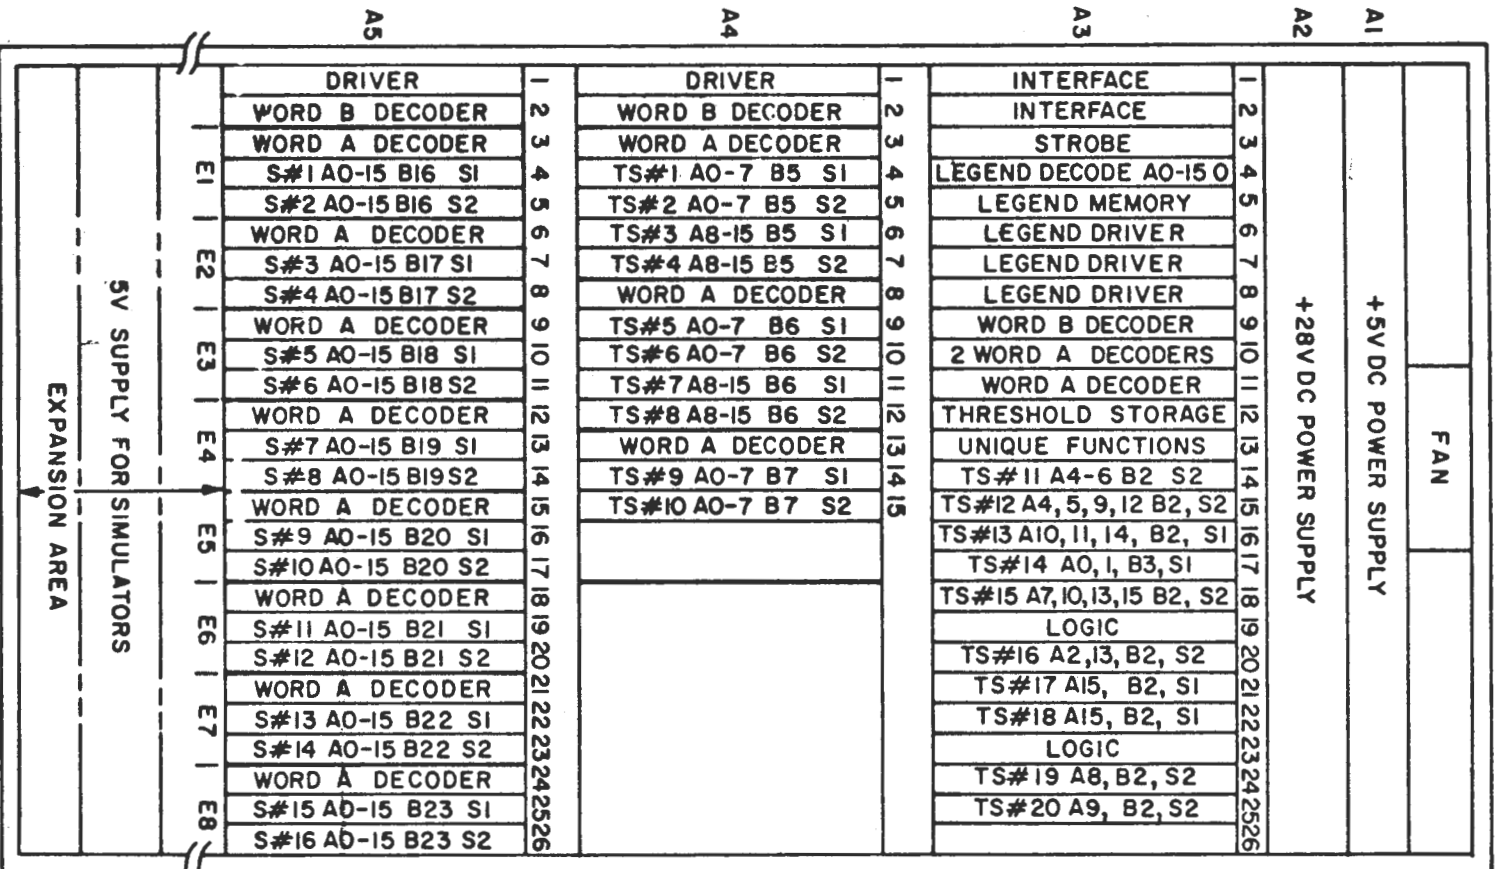 A5
A4
A3
A2
A1
DRIVER
WORD B DECODER
WORD A DECODER
S#1 A0-15 B16 S1
S#2 A0-15 B16 S2
WORD A DECODER
S#3 A0-15 B17 S1
S#4 A0-15 B17 S2
WORD A DECODER
S#5 A0-15 B18 S1
S#6 A0-15 B18 S2
WORD A DECODER
S#7 A0-15 B19 S1
S#8 A0-15 B19 S2
WORD A DECODER
S#9 A0-15 B20 S1
S#10 A0-15 B20 S2
WORD A DECODER
S#11 A0-15 B21 S1
S#12 A0-15 B21 S2
WORD A DECODER
S#13 A0-15 B22 S1
S#14 A0-15 B22 S2
WORD A DECODER
S#15 A0-15 B23 S1
S#16 A0-15 B23 S2
1
2
3
4
5
6
7
8
9
10
11
12
13
14
15
16
17
18
19
20
21
22
23
24
25
26
E1
E2
E3
E4
E5
E6
E7
E8
5V SUPPLY FOR SIMULATORS
EXPANSION AREA
DRIVER
WORD B DECODER
WORD A DECODER
TS#1 A0-7 B5 S1
TS#2 A0-7 B5 S2
TS#3 A8-15 B5 S1
TS#4 A8-15 B5 S2
WORD A DECODER
TS#5 A0-7 B6 S1
TS#6 A0-7 B6 S2
TS#7 A8-15 B6 S1
TS#8 A8-15 B6 S2
WORD A DECODER
TS#9 A0-7 B7 S1
TS#10 A0-7 B7 S2
1
2
3
4
5
6
7
8
9
10
11
12
13
14
15
INTERFACE
INTERFACE
STROBE
LEGEND DECODE A0-15 0
LEGEND MEMORY
LEGEND DRIVER
LEGEND DRIVER
LEGEND DRIVER
WORD B DECODER
2 WORD A DECODERS
WORD A DECODER
THRESHOLD STORAGE
UNIQUE FUNCTIONS
TS#11 A4-6 B2 S2
TS#12 A4, 5, 9, 12 B2, S2
TS#13 A10, 11, 14, B2, S1
TS#14 A0, 1, B3, S1
TS#15 A7, 10, 13, 15 B2, S2
LOGIC
TS#16 A2, 13, B2, S2
TS#17 A15, B2, S1
TS#18 A15, B2, S1
LOGIC
TS#19 A8, B2, S2
TS#20 A9, B2, S2
1
2
3
4
5
6
7
8
9
10
11
12
13
14
15
16
17
18
19
20
21
22
23
24
25
26
+28V DC POWER SUPPLY
+5V DC POWER SUPPLY
FAN